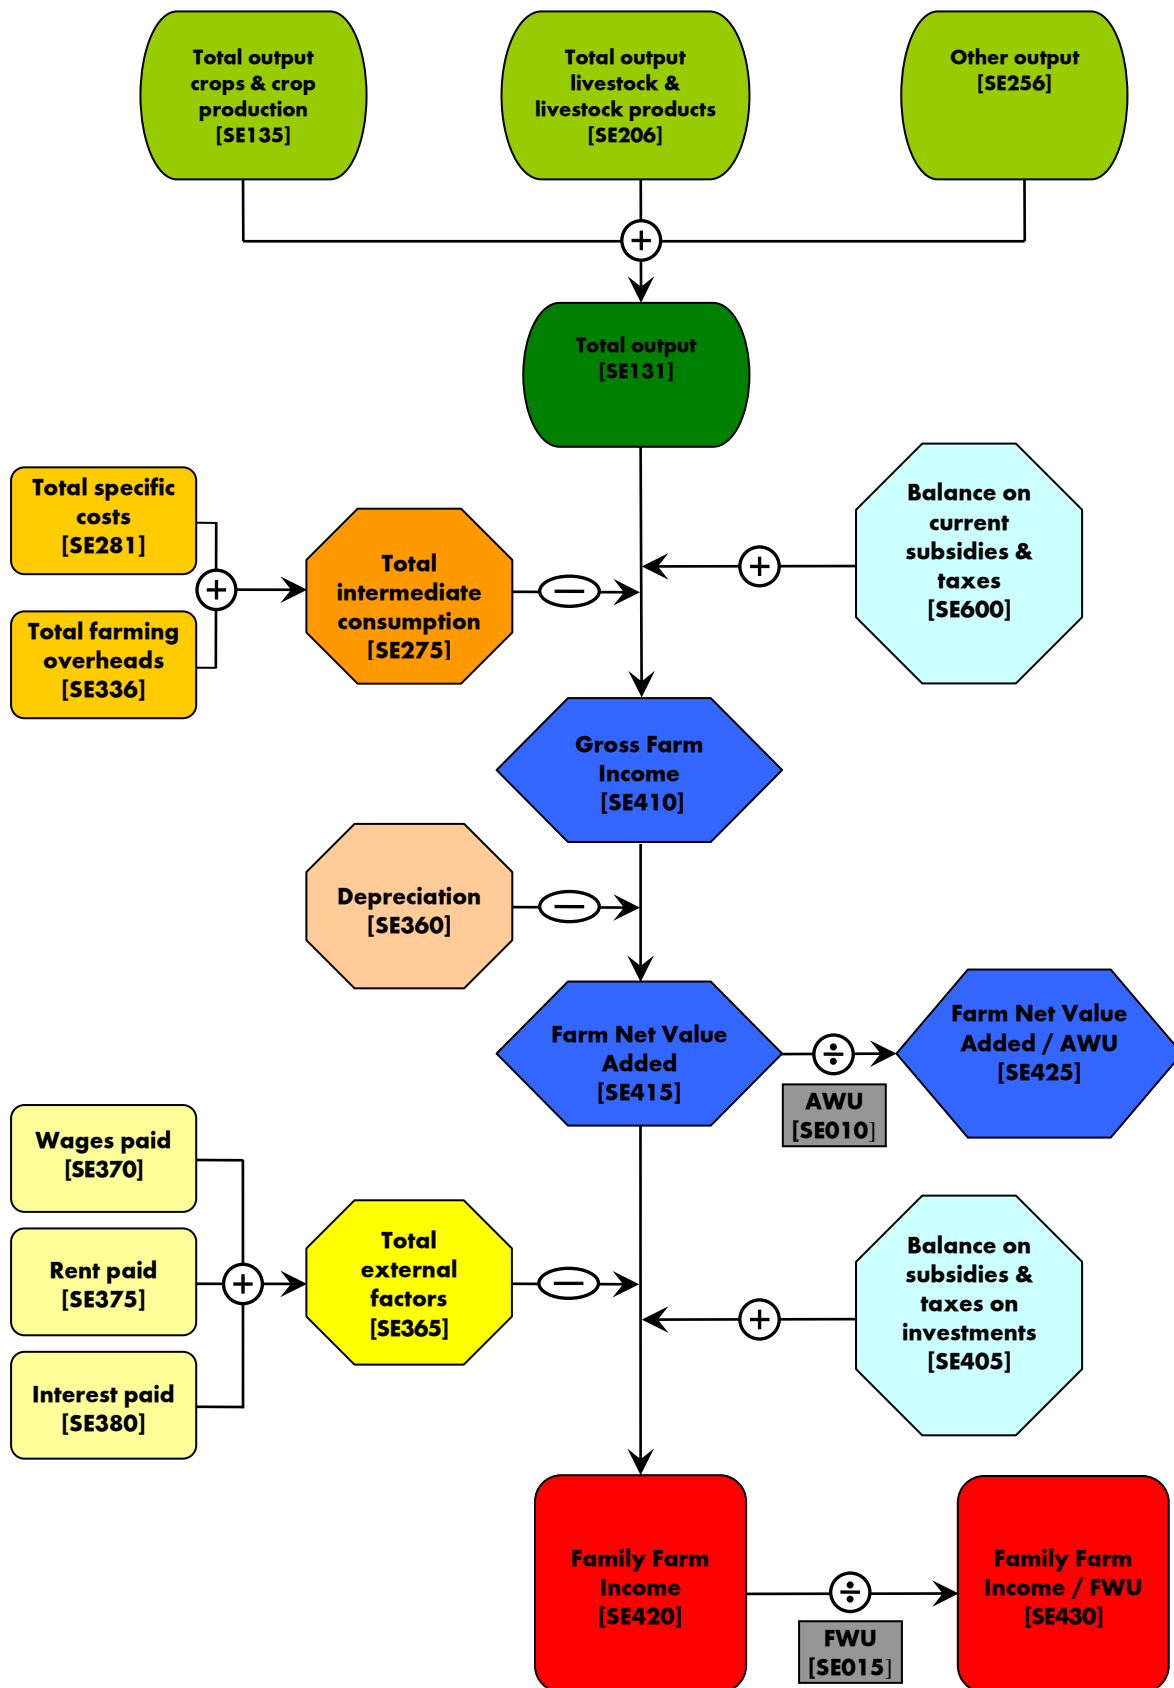 Total output
crops & crop
production
[SE135]
Total output
livestock &
livestock products
[SE206]
Other output
[SE256]
+
Total output
[SE131]
Total specific
costs
[SE281]
Total farming
overheads
[SE336]
+
Total
intermediate
consumption
[SE275]
—
+
Balance on
current
subsidies &
taxes
[SE600]
Gross Farm
Income
[SE410]
Depreciation
[SE360]
—
Farm Net Value
Added
[SE415]
÷
AWU
[SE010]
Farm Net Value
Added / AWU
[SE425]
Wages paid
[SE370]
Rent paid
[SE375]
Interest paid
[SE380]
+
Total
external
factors
[SE365]
—
+
Balance on
subsidies &
taxes on
investments
[SE405]
Family Farm
Income
[SE420]
÷
FWU
[SE015]
Family Farm
Income / FWU
[SE430]